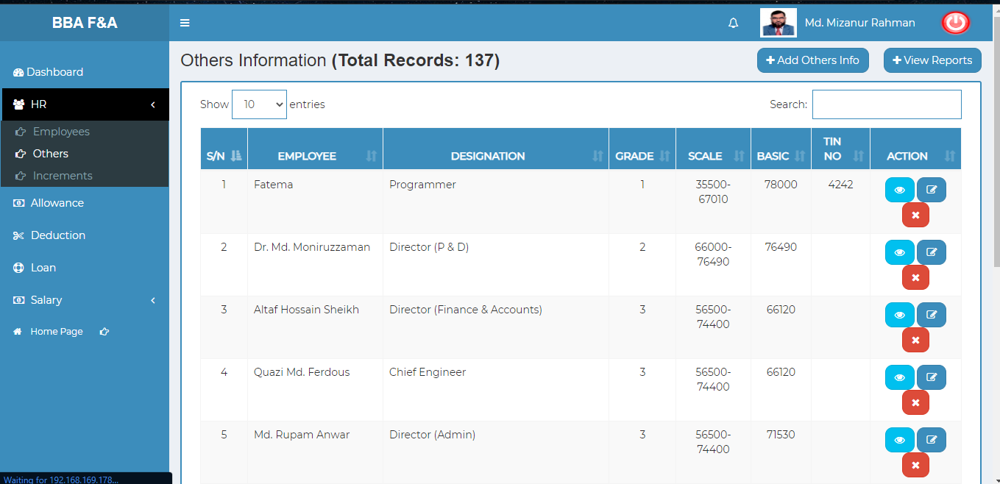 BBA F&A
Md. Mizanur Rahman
Dashboard
HR
Employees
Others
Increments
Allowance
Deduction
Loan
Salary
Home Page
Others Information (Total Records: 137)
Add Others Info
View Reports
Show 10 entries
Search:
S/N EMPLOYEE DESIGNATION GRADE SCALE BASIC TIN NO ACTION
1 Fatema Programmer 1 35500-67010 78000 4242
2 Dr. Md. Moniruzzaman Director (P & D) 2 66000-76490 76490
3 Altaf Hossain Sheikh Director (Finance & Accounts) 3 56500-74400 66120
4 Quazi Md. Ferdous Chief Engineer 3 56500-74400 66120
5 Md. Rupam Anwar Director (Admin) 3 56500-74400 71530
Waiting for 192.168.169.178...